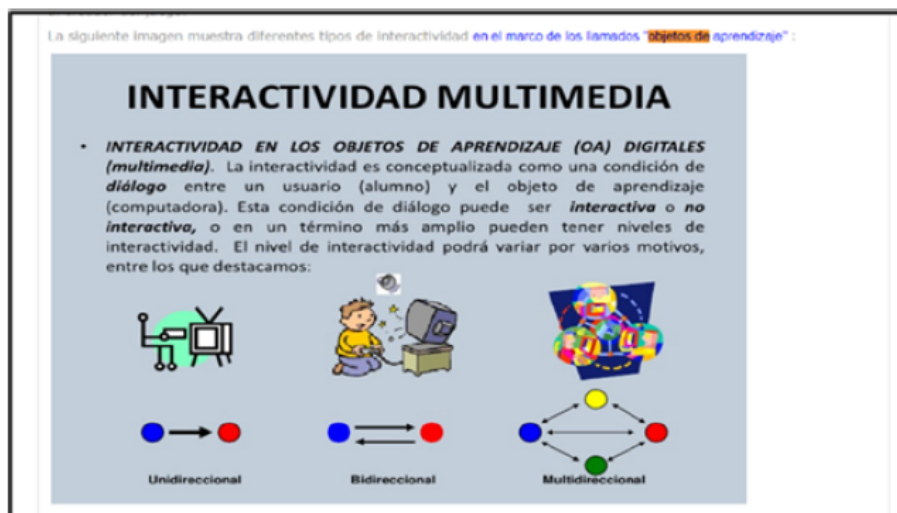 La siguiente imagen muestra diferentes tipos de interactividad en el marco de los llamados "objetos de aprendizaje" :
INTERACTIVIDAD MULTIMEDIA
• INTERACTIVIDAD EN LOS OBJETOS DE APRENDIZAJE (OA) DIGITALES
(multimedia). La interactividad es conceptualizada como una condición de
diálogo entre un usuario (alumno) y el objeto de aprendizaje
(computadora). Esta condición de diálogo puede ser interactiva o no
interactiva, o en un término más amplio pueden tener niveles de
interactividad. El nivel de interactividad podrá variar por varios motivos,
entre los que destacamos:
Unidireccional
Bidireccional
Multidireccional